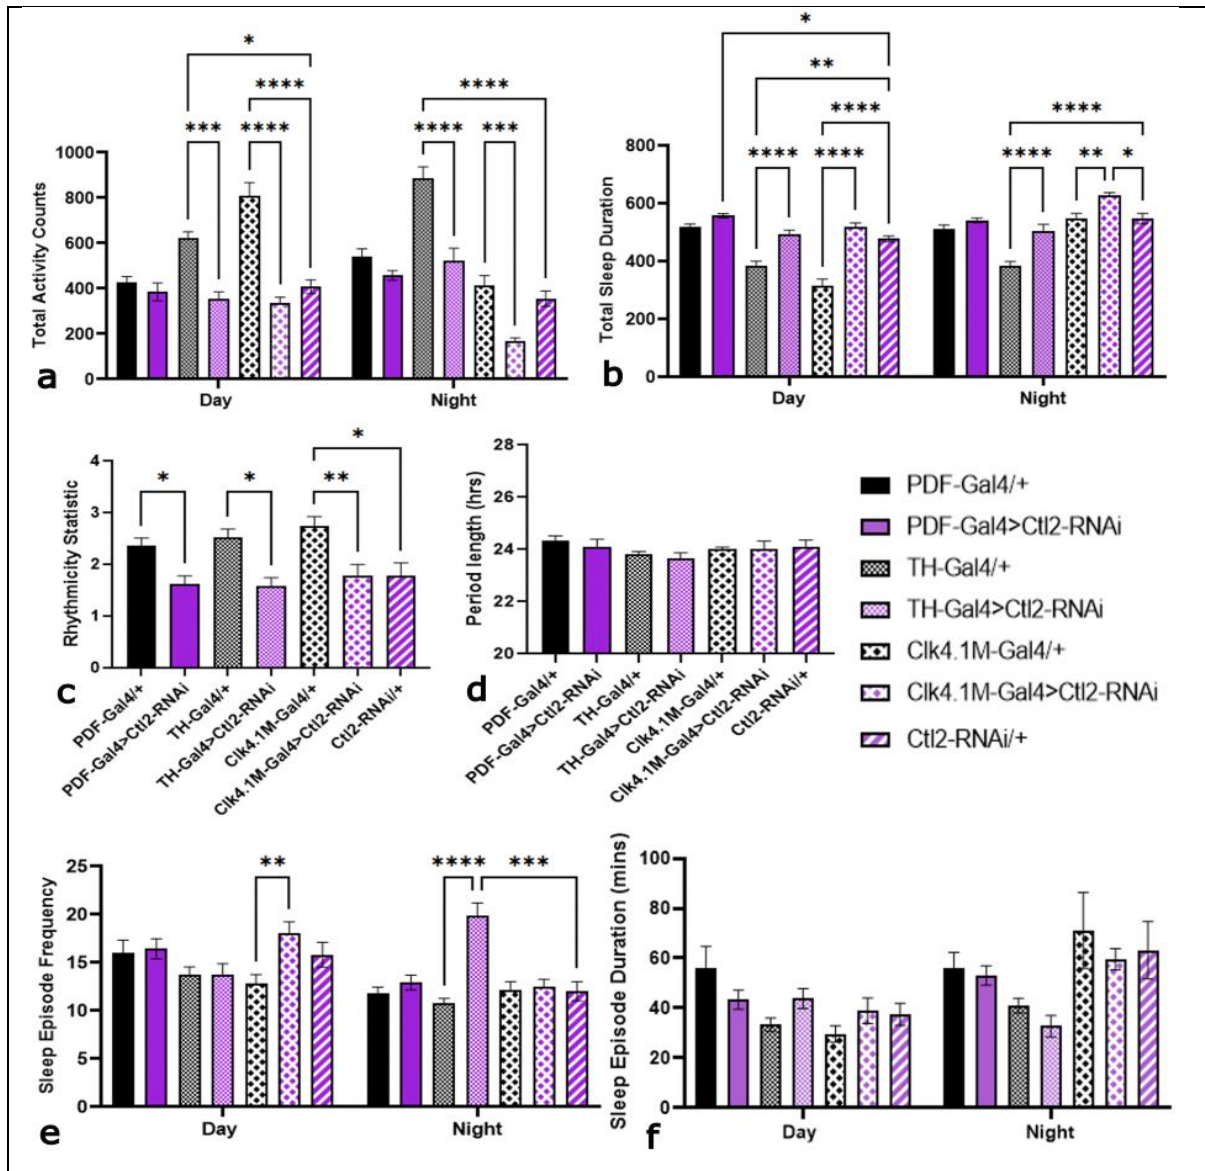 *
****
****
*** **** **** ***
Total Activity Counts
1000
800
600
400
200
0
Day Night
a
*
**
****
****
**** **** **** ** *
Total Sleep Duration
800
600
400
200
0
Day Night
b
*
* * **
Rhythmicity Statistic
4
3
2
1
0
PDF-Gal4/+
PDF-Gal4>Ctl2-RNAi
TH-Gal4/+
TH-Gal4>Ctl2-RNAi
Clk4.1M-Gal4/+
Clk4.1M-Gal4>Ctl2-RNAi
Ctl2-RNAi/+
c
Period length (hrs)
28
26
24
22
20
PDF-Gal4/+
PDF-Gal4>Ctl2-RNAi
TH-Gal4/+
TH-Gal4>Ctl2-RNAi
Clk4.1M-Gal4/+
Clk4.1M-Gal4>Ctl2-RNAi
Ctl2-RNAi/+
d
PDF-Gal4/+
PDF-Gal4>Ctl2-RNAi
TH-Gal4/+
TH-Gal4>Ctl2-RNAi
Clk4.1M-Gal4/+
Clk4.1M-Gal4>Ctl2-RNAi
Ctl2-RNAi/+
** **** ***
Sleep Episode Frequency
25
20
15
10
5
0
Day Night
e
Sleep Episode Duration (mins)
100
80
60
40
20
0
Day Night
f